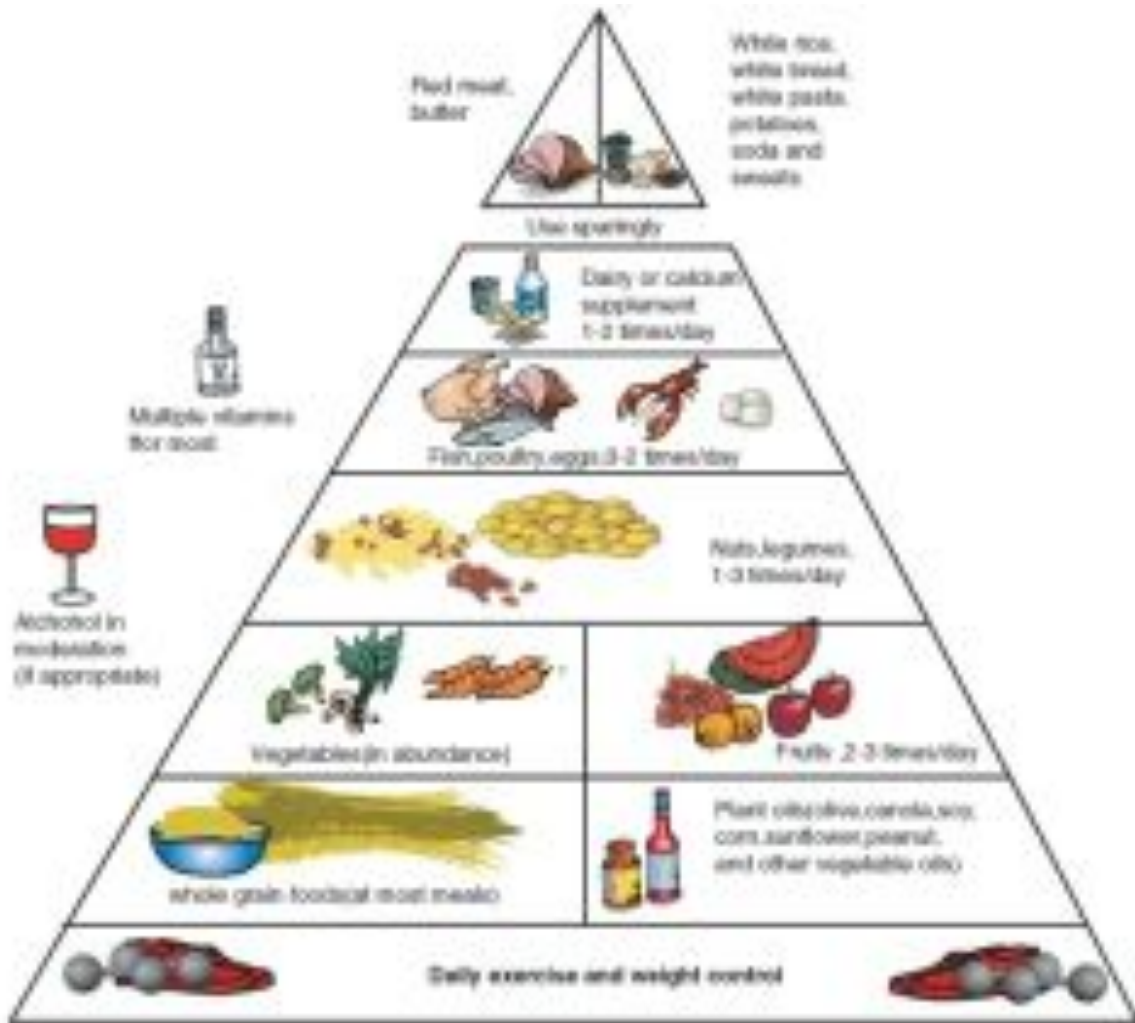 Red meat,
butter
White rice,
white bread,
white pasta,
potatoes,
soda and
sweets
Use sparingly
Dairy or calcium
supplement
1-2 times/day
Multiple vitamins
for most
Fish,poultry,eggs,0-2 times/day
Nuts,legumes,
1-3 times/day
Alchohol in
moderation
(if appropriate)
Vegetables(in abundance)
Fruits ,2-3 times/day
whole grain foods(at most meals)
Plant oils(olive,canola,soy,
corn,sunflower,peanut,
and other vegetable oils)
Daily exercise and weight control